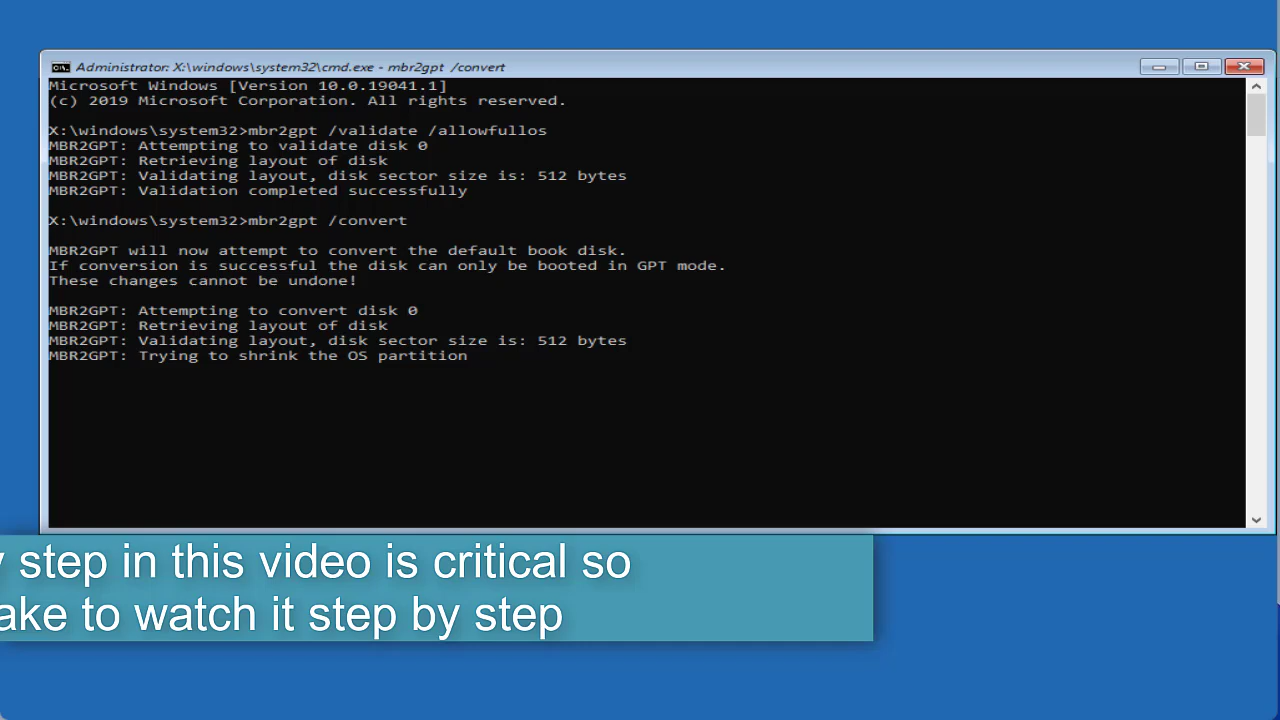 Administrator: X:\windows\system32\cmd.exe - mbr2gpt /convert
Microsoft Windows [Version 10.0.19041.1]
(c) 2019 Microsoft Corporation. All rights reserved.
X:\windows\system32>mbr2gpt /validate /allowfullos
MBR2GPT: Attempting to validate disk 0
MBR2GPT: Retrieving layout of disk
MBR2GPT: Validating layout, disk sector size is: 512 bytes
MBR2GPT: Validation completed successfully
X:\windows\system32>mbr2gpt /convert
MBR2GPT will now attempt to convert the default book disk.
If conversion is successful the disk can only be booted in GPT mode.
These changes cannot be undone!
MBR2GPT: Attempting to convert disk 0
MBR2GPT: Retrieving layout of disk
MBR2GPT: Validating layout, disk sector size is: 512 bytes
MBR2GPT: Trying to shrink the OS partition
step in this video is critical so
to watch it step by step